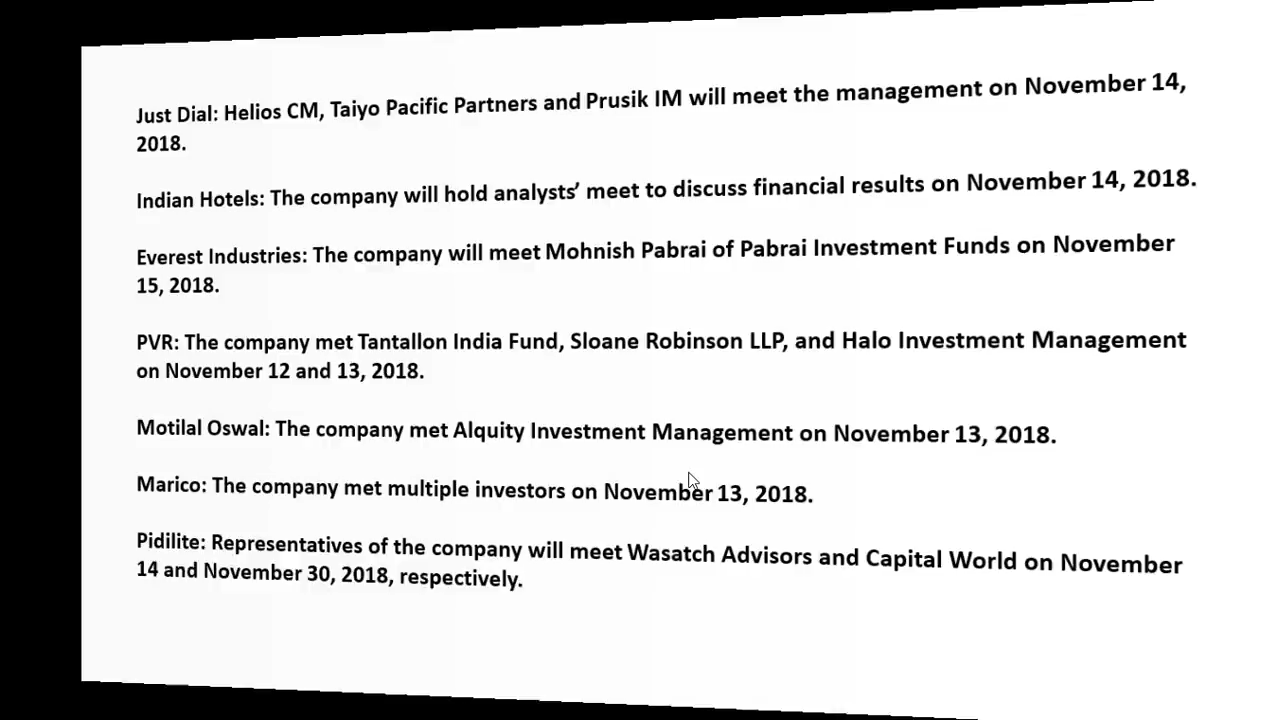 Just Dial: Helios CM, Taiyo Pacific Partners and Prusik IM will meet the management on November 14,
2018.
Indian Hotels: The company will hold analysts’ meet to discuss financial results on November 14, 2018.
Everest Industries: The company will meet Mohnish Pabrai of Pabrai Investment Funds on November
15, 2018.
PVR: The company met Tantallon India Fund, Sloane Robinson LLP, and Halo Investment Management
on November 12 and 13, 2018.
Motilal Oswal: The company met Alquity Investment Management on November 13, 2018.
Marico: The company met multiple investors on November 13, 2018.
Pidilite: Representatives of the company will meet Wasatch Advisors and Capital World on November
14 and November 30, 2018, respectively.